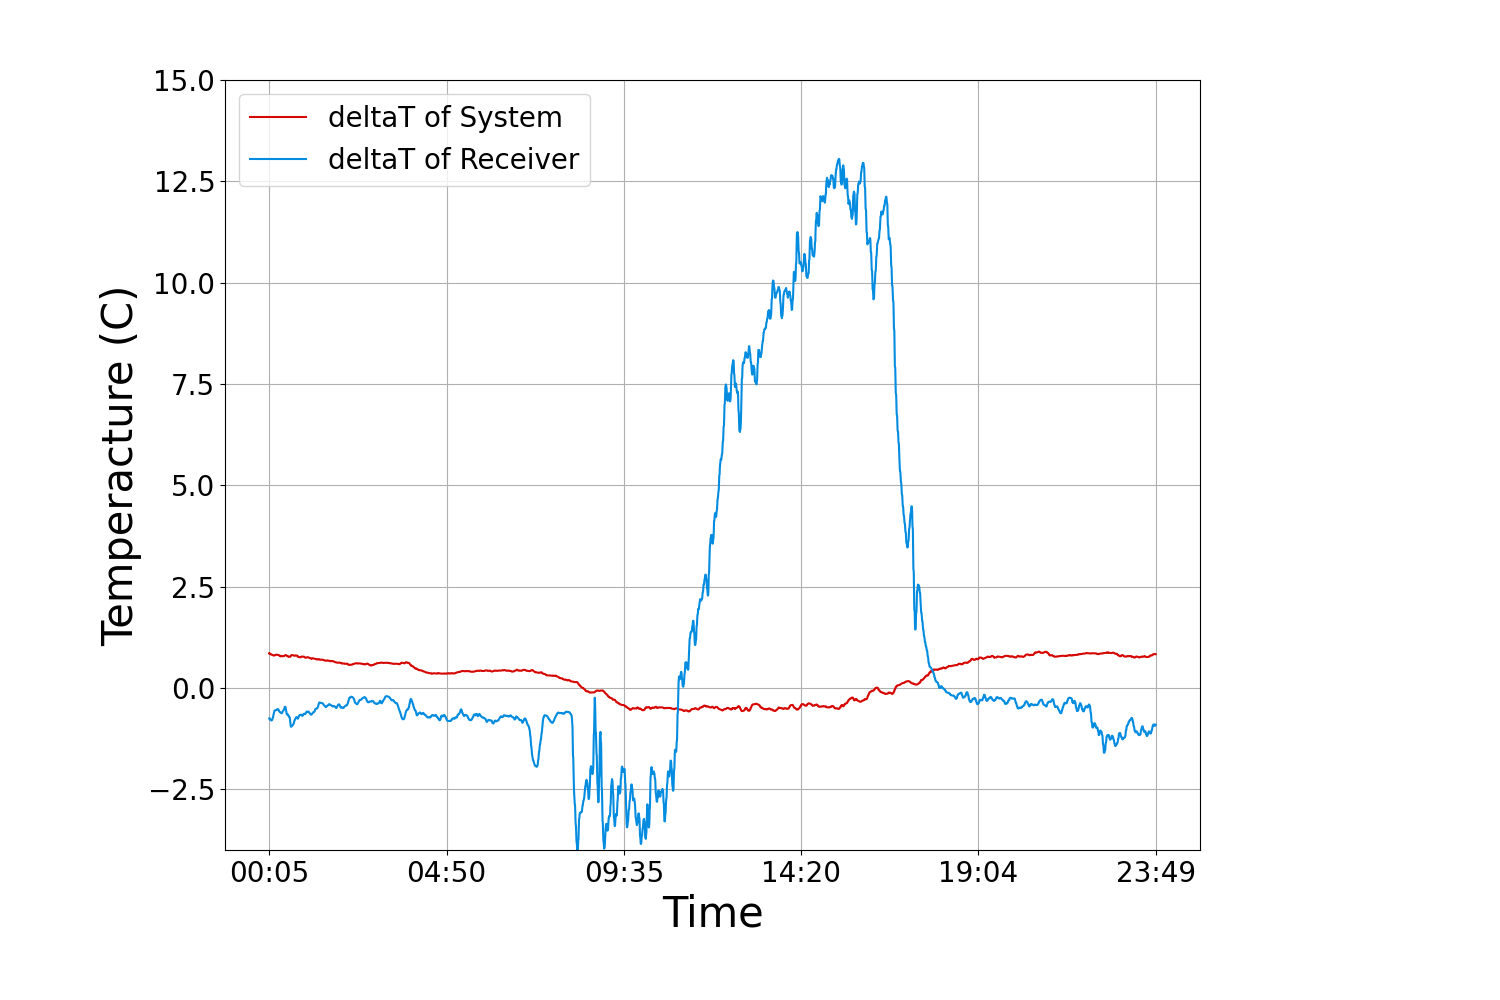 15.0
deltaT of System
deltaT of Receiver
12.5
10.0
7.5
5.0
2.5
0.0
−2.5
Temperacture (C)
00:05 04:50 09:35 14:20 19:04 23:49
Time